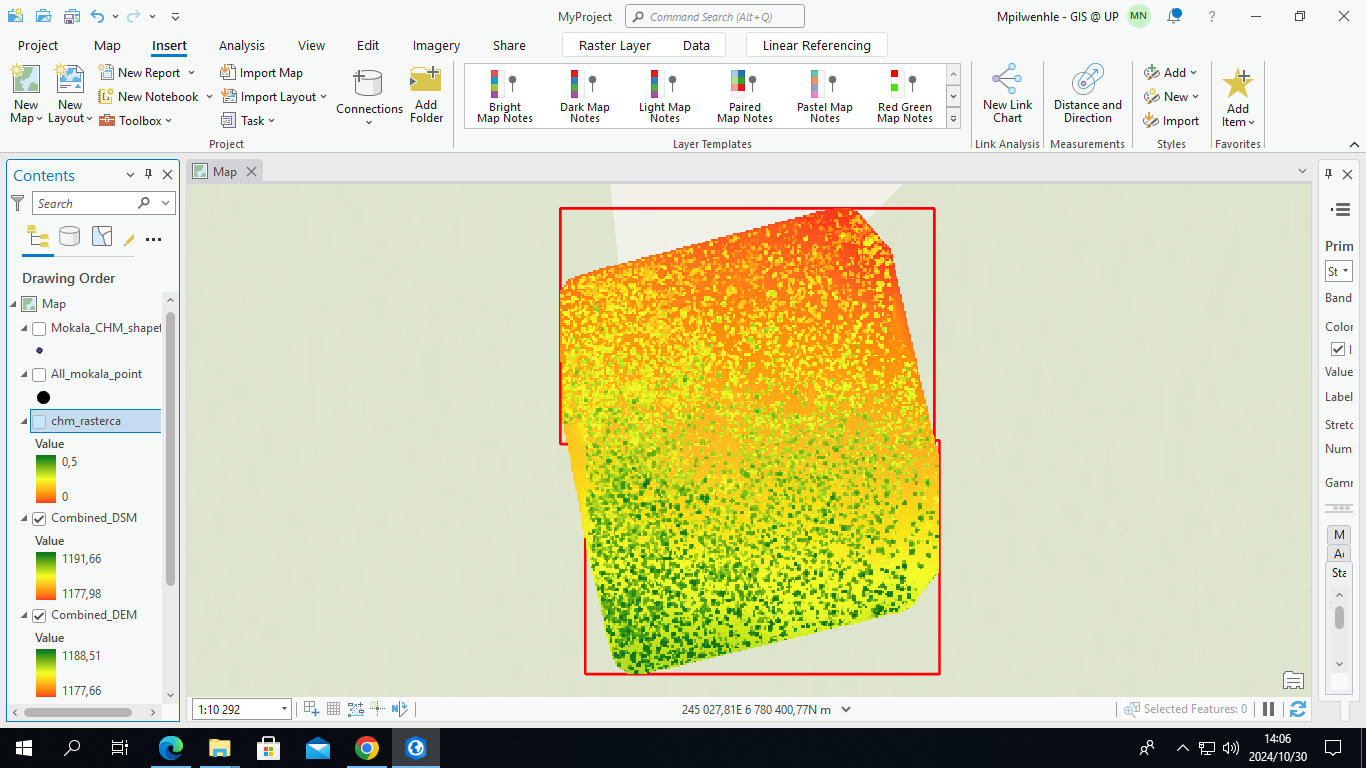 MyProject
Command Search (Alt+Q)
Mpilwenhle - GIS @ UP
MN
?
Project
Map
Insert
Analysis
View
Edit
Imagery
Share
Raster Layer
Data
Linear Referencing
New Map
New Layout
New Report
New Notebook
Toolbox
Import Map
Import Layout
Task
Connections
Add Folder
Project
Bright Map Notes
Dark Map Notes
Light Map Notes
Paired Map Notes
Pastel Map Notes
Red Green Map Notes
Layer Templates
New Link Chart
Link Analysis
Distance and Direction
Measurements
Add
New
Import
Styles
Add Item
Favorites
Contents
Search
Drawing Order
Map
Mokala_CHM_shapef
All_mokala_point
chm_rasterca
Value
0,5
0
Combined_DSM
Value
1191,66
1177,98
Combined_DEM
Value
1188,51
1177,66
Map
Prim
St
Band
Color
I
Value
Label
Stretc
Num
Gamr
M
Sta
1:10 292
245 027,81E 6 780 400,77N m
Selected Features: 0
14:06
2024/10/30